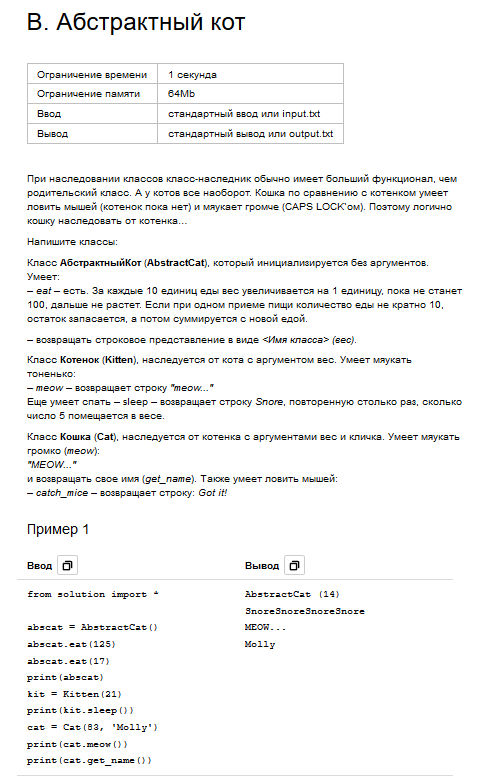 В. Абстрактный кот
Ограничение времени 1 секунда
Ограничение памяти 64Mb
Ввод стандартный ввод или input.txt
Вывод стандартный вывод или output.txt
При наследовании классов класс-наследник обычно имеет больший функционал, чем
родительский класс. А у котов все наоборот. Кошка по сравнению с котенком умеет
ловить мышей (котенок пока нет) и мяукает громче (CAPS LOCK'ом). Поэтому логично
кошку наследовать от котенка…
Напишите классы:
Класс АбстрактныйКот (AbstractCat), который инициализируется без аргументов.
Умеет:
– eat – есть. За каждые 10 единиц еды вес увеличивается на 1 единицу, пока не станет
100, дальше не растет. Если при одном приеме пищи количество еды не кратно 10,
остаток запасается, а потом суммируется с новой едой.
– возвращать строковое представление в виде <Имя класса> (вес).
Класс Котенок (Kitten), наследуется от кота с аргументом вес. Умеет мяукать
тоненько:
– meow – возвращает строку "meow..."
Еще умеет спать – sleep – возвращает строку Snore, повторенную столько раз, сколько
число 5 помещается в весе.
Класс Кошка (Cat), наследуется от котенка с аргументами вес и кличка. Умеет мяукать
громко (meow):
"MEOW..."
и возвращать свое имя (get_name). Также умеет ловить мышей:
– catch_mice – возвращает строку: Got it!
Пример 1
Ввод Вывод
from solution import * AbstractCat (14)
SnoreSnoreSnoreSnore
abscat = AbstractCat() MEOW...
abscat.eat(125) Molly
abscat.eat(17)
print(abscat)
kit = Kitten(21)
print(kit.sleep())
cat = Cat(83, 'Molly')
print(cat.meow())
print(cat.get_name())